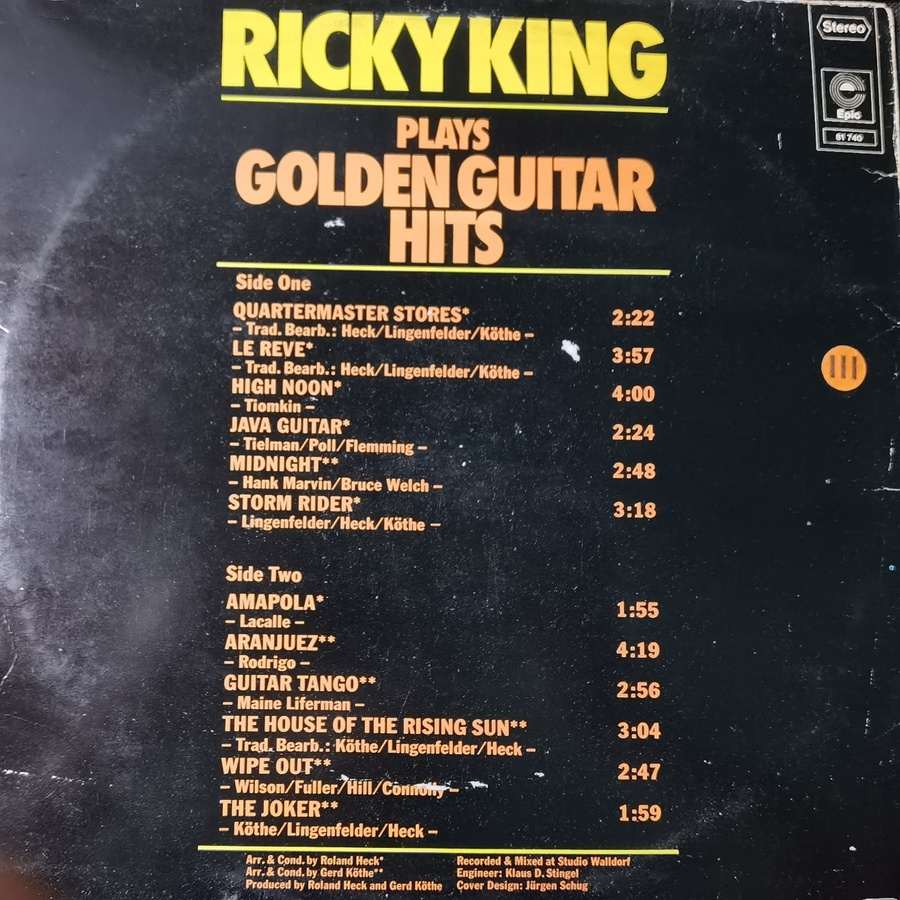 RICKY KING
Stereo
Epic
61 740
PLAYS
GOLDEN GUITAR
HITS
Side One
QUARTERMASTER STORES* 2:22
– Trad. Bearb.: Heck/Lingenfelder/Köthe –
LE REVE* 3:57
– Trad. Bearb.: Heck/Lingenfelder/Köthe –
HIGH NOON* 4:00
– Tiomkin –
JAVA GUITAR* 2:24
– Tielman/Poll/Flemming –
MIDNIGHT** 2:48
– Hank Marvin/Bruce Welch –
STORM RIDER* 3:18
– Lingenfelder/Heck/Köthe –
III
Side Two
AMAPOLA* 1:55
– Lacalle –
ARANJUEZ** 4:19
– Rodrigo –
GUITAR TANGO** 2:56
– Maine Liferman –
THE HOUSE OF THE RISING SUN** 3:04
– Trad. Bearb.: Köthe/Lingenfelder/Heck –
WIPE OUT** 2:47
– Wilson/Fuller/Hill/Connolly –
THE JOKER** 1:59
– Köthe/Lingenfelder/Heck –
Arr. & Cond. by Roland Heck*
Arr. & Cond. by Gerd Köthe**
Produced by Roland Heck and Gerd Köthe
Recorded & Mixed at Studio Walldorf
Engineer: Klaus D. Stingel
Cover Design: Jürgen Schug